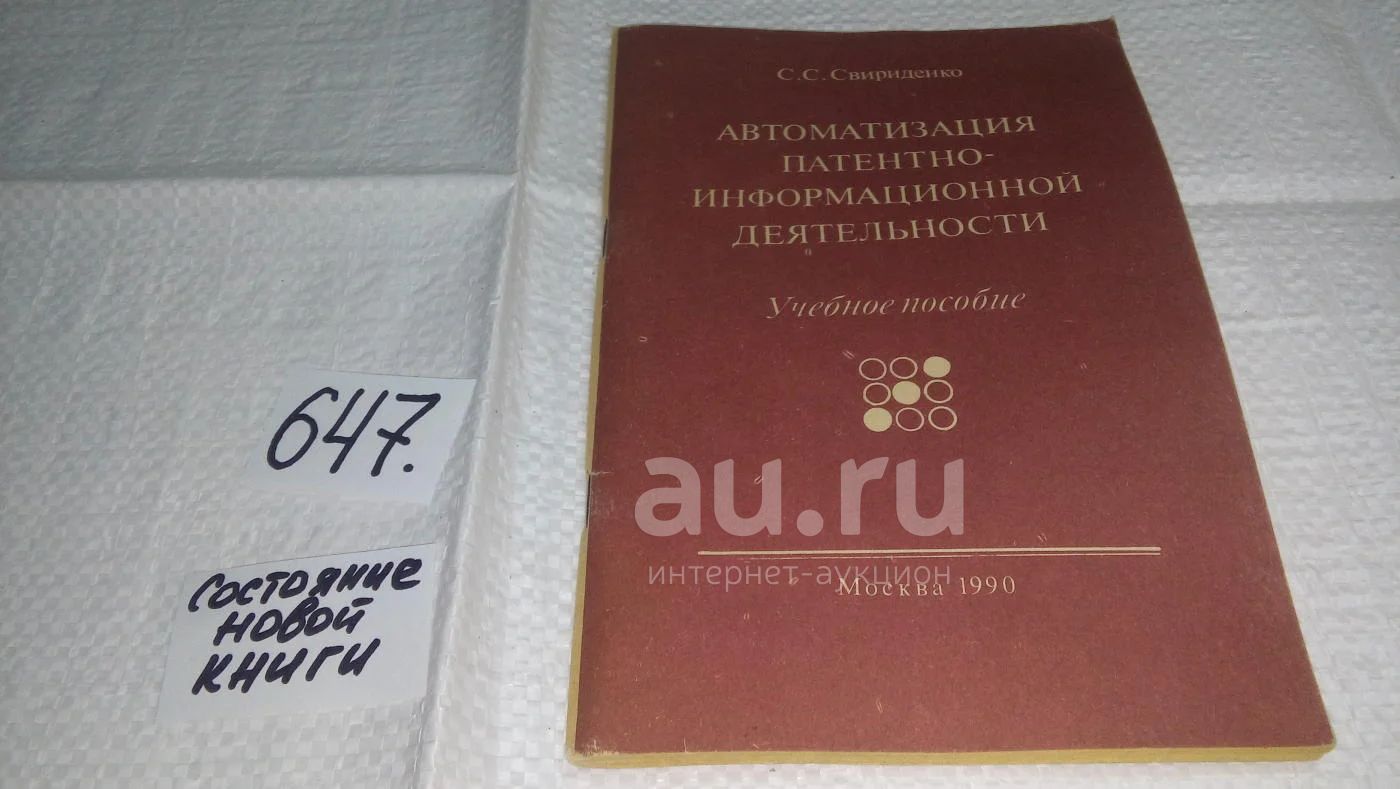 С. С. Свириденко
АВТОМАТИЗАЦИЯ
ПАТЕНТНО-
ИНФОРМАЦИОННОЙ
ДЕЯТЕЛЬНОСТИ
Учебное пособие
au.ru
интернет-аукцион
Москва 1990
647.
Состояние
новой
книги